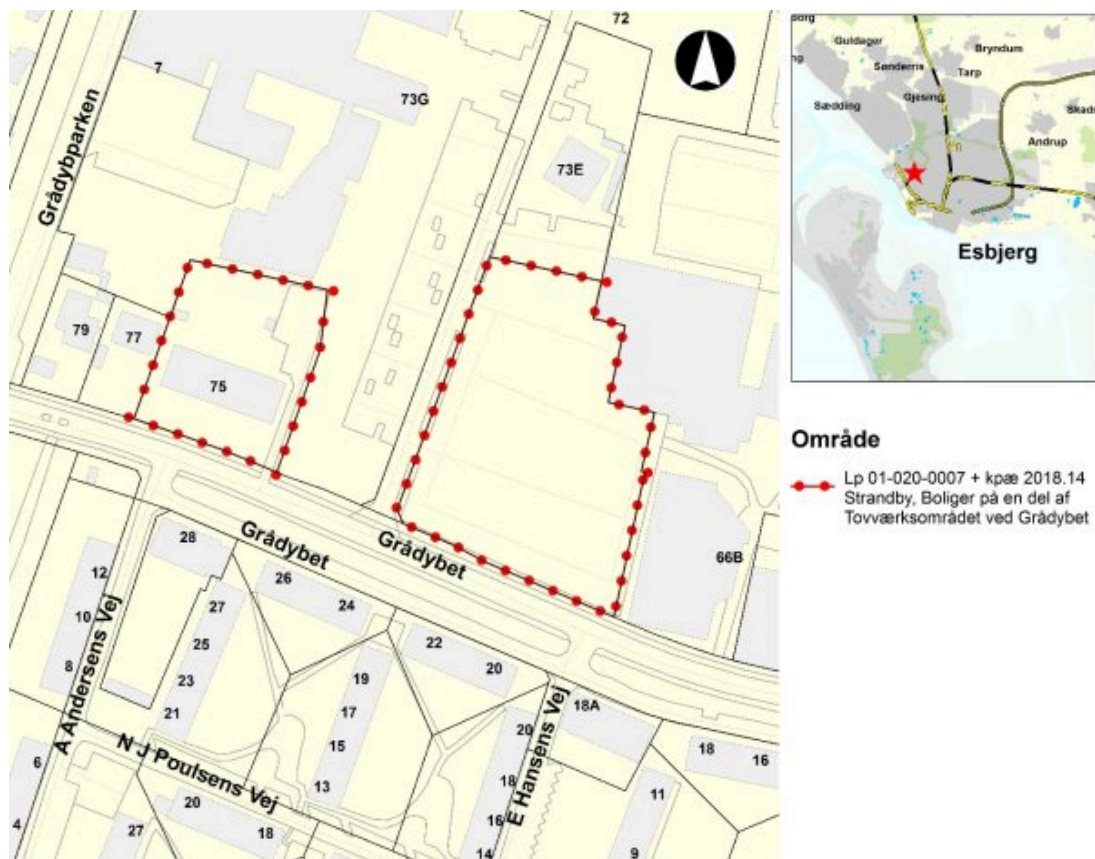 72
7
73G
Grådybparken
73E
79
77
75
66B
Grådybet
Grådybet
28
26
24
22
20
12
10
8
27
25
23
21
19
17
15
13
A Andersens Vej
N J Poulsens Vej
E Hansens Vej
18A
20
18
16
14
18
16
11
9
6
4
20
18
27
Guldager
Bryndum
Sønderris
Tarp
Gjesing
Sædding
Skads
Andrup
Esbjerg
Område
Lp 01-020-0007 + kpæ 2018.14
Strandby, Boliger på en del af
Tovværksområdet ved Grådybet